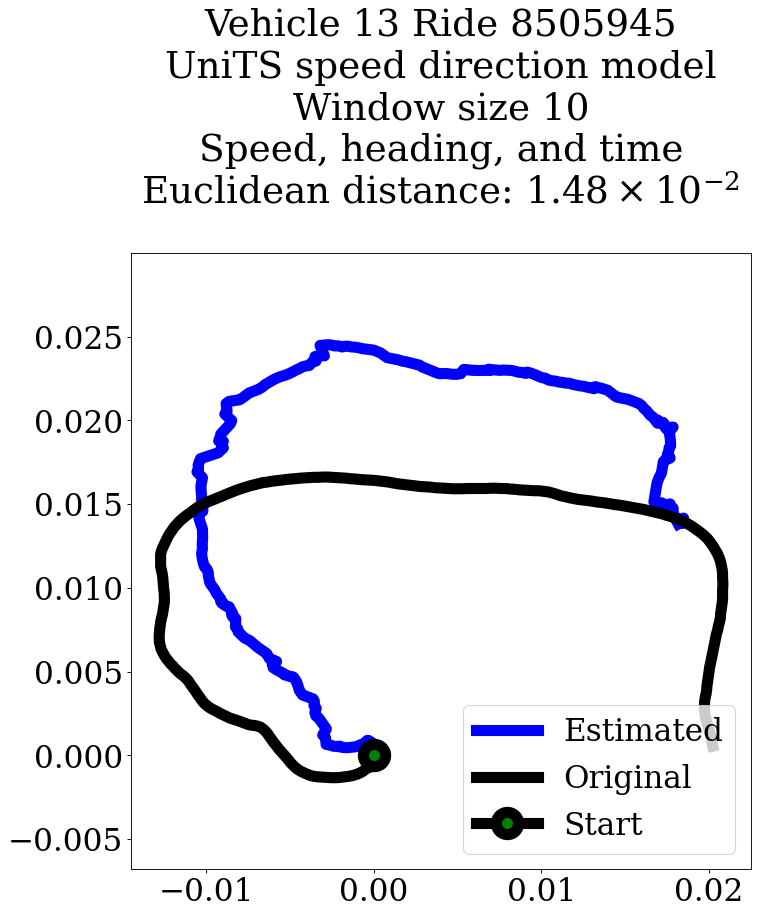 Vehicle 13 Ride 8505945
UniTS speed direction model
Window size 10
Speed, heading, and time
Euclidean distance: 1.48 × 10⁻²
0.025
0.020
0.015
0.010
0.005
0.000
−0.005
−0.01
0.00
0.01
0.02
Estimated
Original
Start